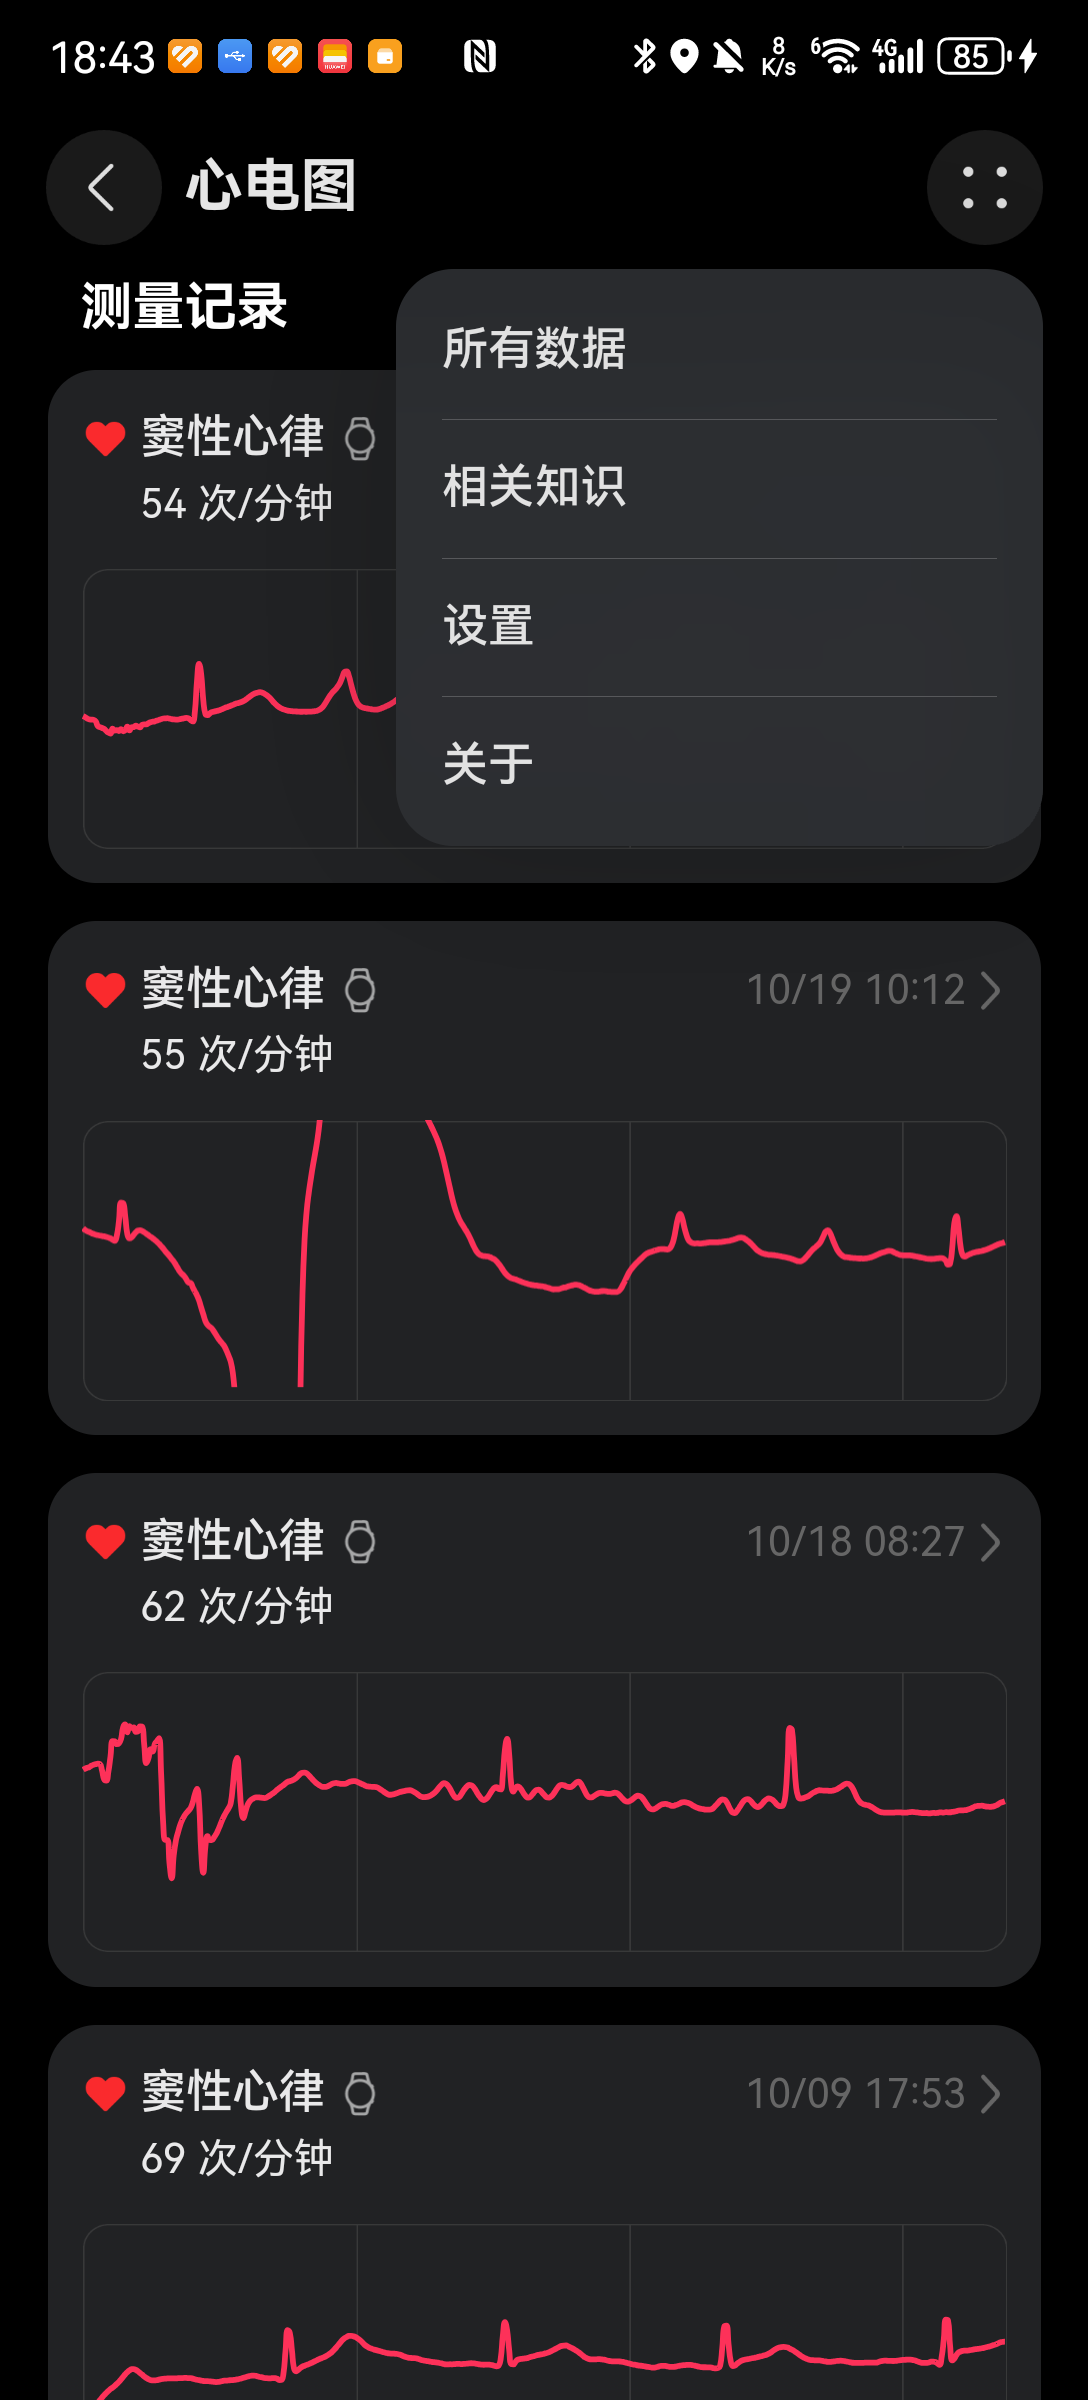 18:43
8 K/s
6
4G
85
心电图
测量记录
所有数据
相关知识
设置
关于
窦性心律
54 次/分钟
窦性心律
10/19 10:12
55 次/分钟
窦性心律
10/18 08:27
62 次/分钟
窦性心律
10/09 17:53
69 次/分钟